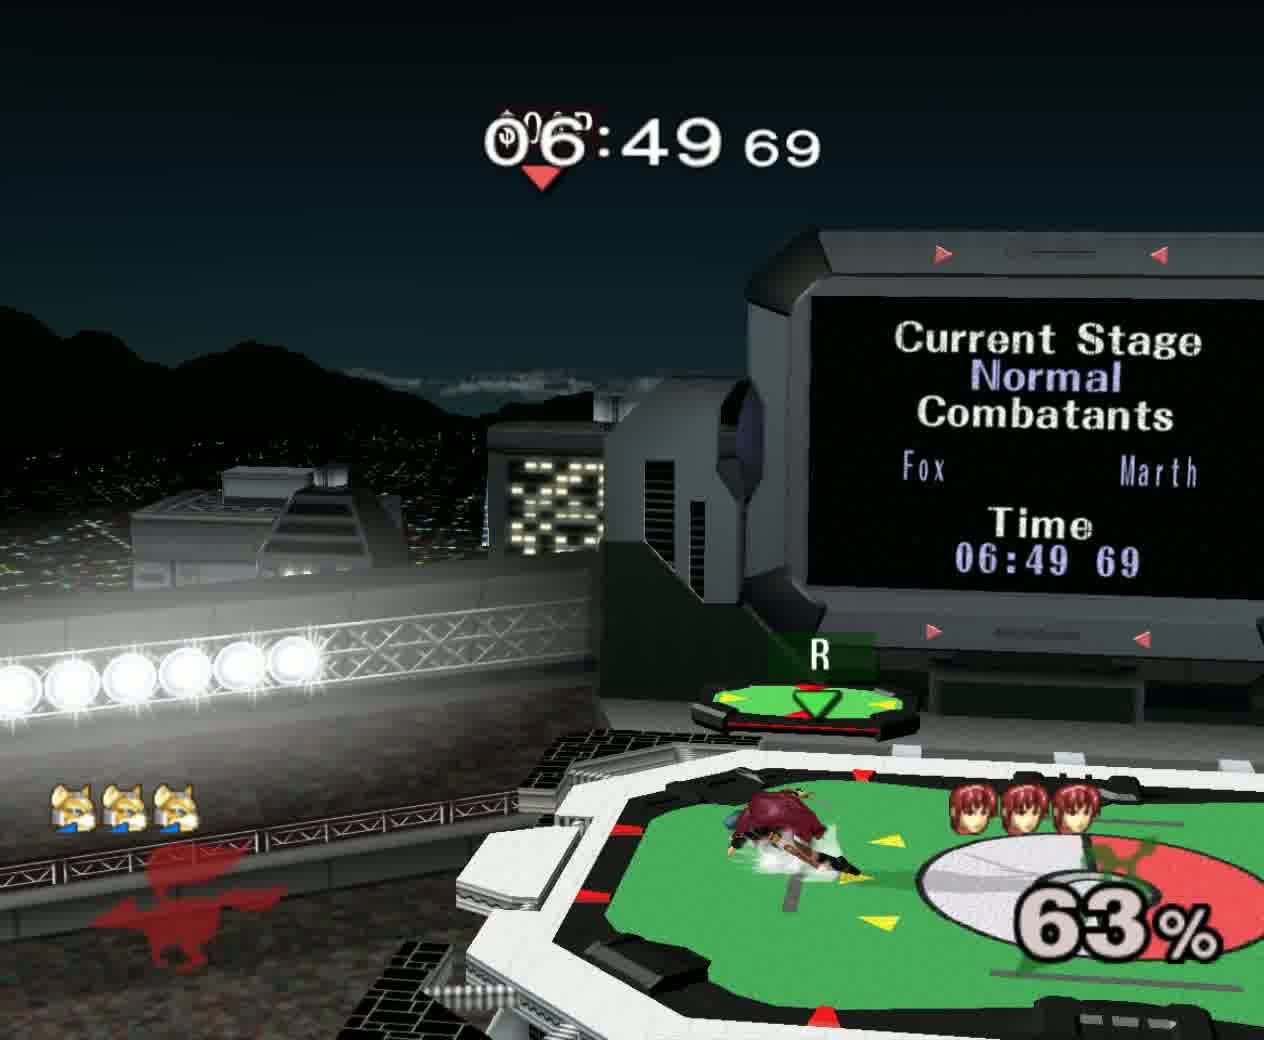 06:49 69
Current Stage
Normal
Combatants
Fox Marth
Time
06:49 69
R
63%